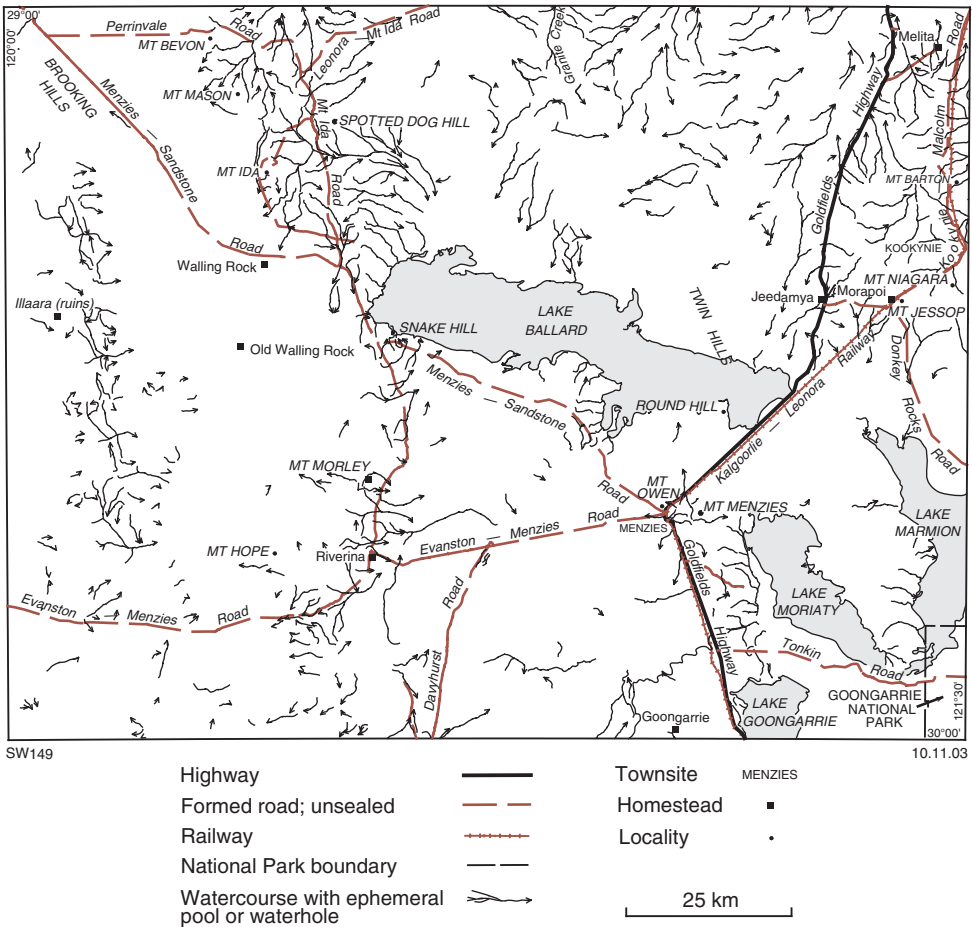 29°00'
120°00'
Perrinvale Road
MT BEVON
Leonora — Mt Ida Road
Granite Creek
Melita
BROOKING
HILLS
Menzies — Sandstone Road
MT MASON
Mt Ida Road
SPOTTED DOG HILL
MT IDA
Goldfields Highway
Malcolm Road
MT BARTON
Kookynie
KOOKYNIE
Walling Rock
MT NIAGARA
Illaara (ruins)
LAKE
BALLARD
TWIN HILLS
Jeedamya
Morapoi
MT JESSOP
SNAKE HILL
Old Walling Rock
Menzies — Sandstone Road
Kalgoorlie — Leonora Railway
Donkey Rocks Road
ROUND HILL
MT MORLEY
MT
OWEN
MT MENZIES
MENZIES
LAKE
MARMION
Evanston — Menzies Road
MT HOPE
Riverina
Goldfields Highway
LAKE
MORIATY
Evanston — Menzies Road
Davyhurst Road
Tonkin Road
GOONGARRIE
NATIONAL
PARK
LAKE
GOONGARRIE
Goongarrie
121°30'
30°00'
SW149
10.11.03
Highway
Formed road; unsealed
Railway
National Park boundary
Watercourse with ephemeral
pool or waterhole
Townsite MENZIES
Homestead
Locality
25 km